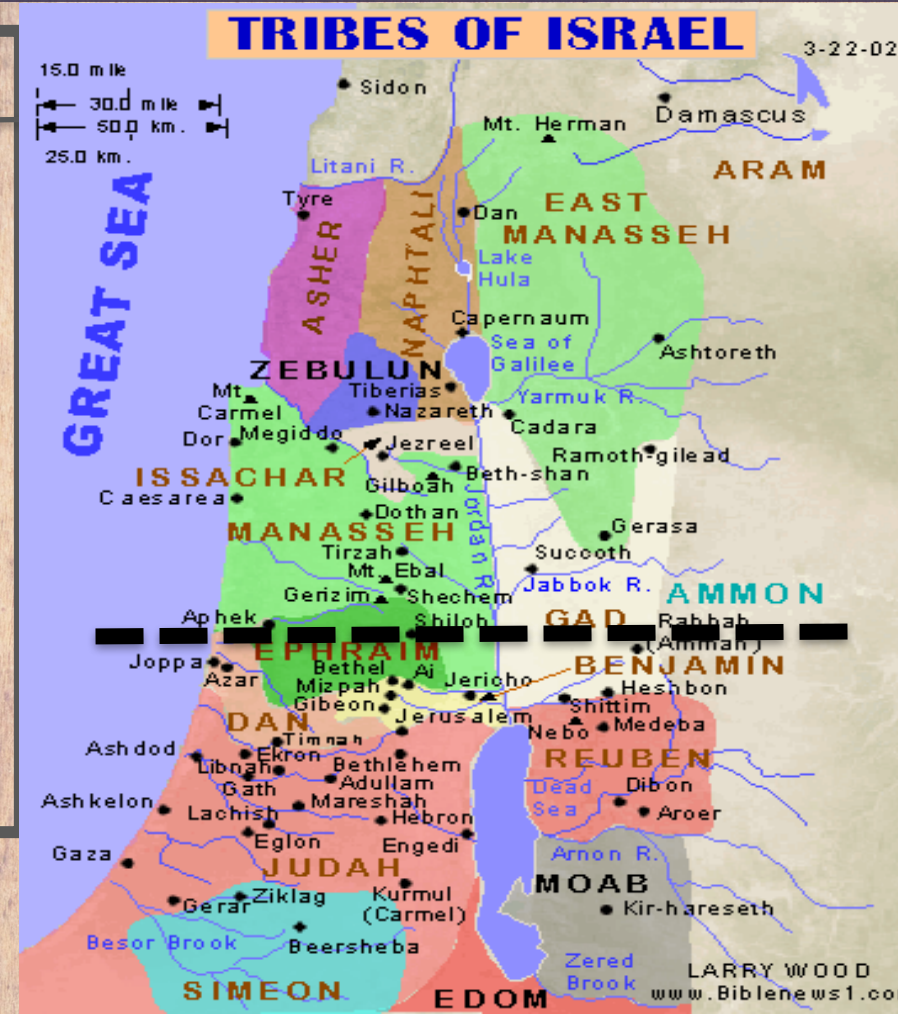 TRIBES OF ISRAEL
3-22-02
15.0 mile
30.0 mile
50.0 km.
25.0 km.
Sidon
Damascus
Mt. Herman
ARAM
Litani R.
Tyre
GREAT SEA
ASHER
NAPHTALI
Dan
EAST
MANASSEH
Lake
Hula
Capernaum
Sea of
Galilee
Ashtoreth
ZEBULUN
Tiberias
Mt.
Carmel
Nazareth
Yarmuk R.
Cadara
Dor
Megiddo
Jezreel
Ramoth-gilead
ISSACHAR
Gilboah
Beth-shan
Caesarea
Dothan
MANASSEH
Jordan R.
Gerasa
Tirzah
Succoth
Mt. Ebal
Jabbok R.
AMMON
Gerizim
Shechem
Aphek
Shiloh
GAD
Rabbah
(Ammah)
EPHRAIM
Joppa
Azar
Bethel
Ai
Jericho
BENJAMIN
Mizpah
Heshbon
Gibeon
Jerusalem
Shittim
DAN
Nebo
Medeba
Timnah
Ashdod
Ekron
REUBEN
Libnah
Bethlehem
Gath
Adullam
Dead
Sea
Dibon
Ashkelon
Mareshah
Lachish
Hebron
Aroer
Eglon
Engedi
Gaza
Arnon R.
JUDAH
MOAB
Ziklag
Kurmul
(Carmel)
Gerar
Kir-hareseth
Besor Brook
Beersheba
Zered
Brook
SIMEON
EDOM
LARRY WOOD
www.Biblenews1.co